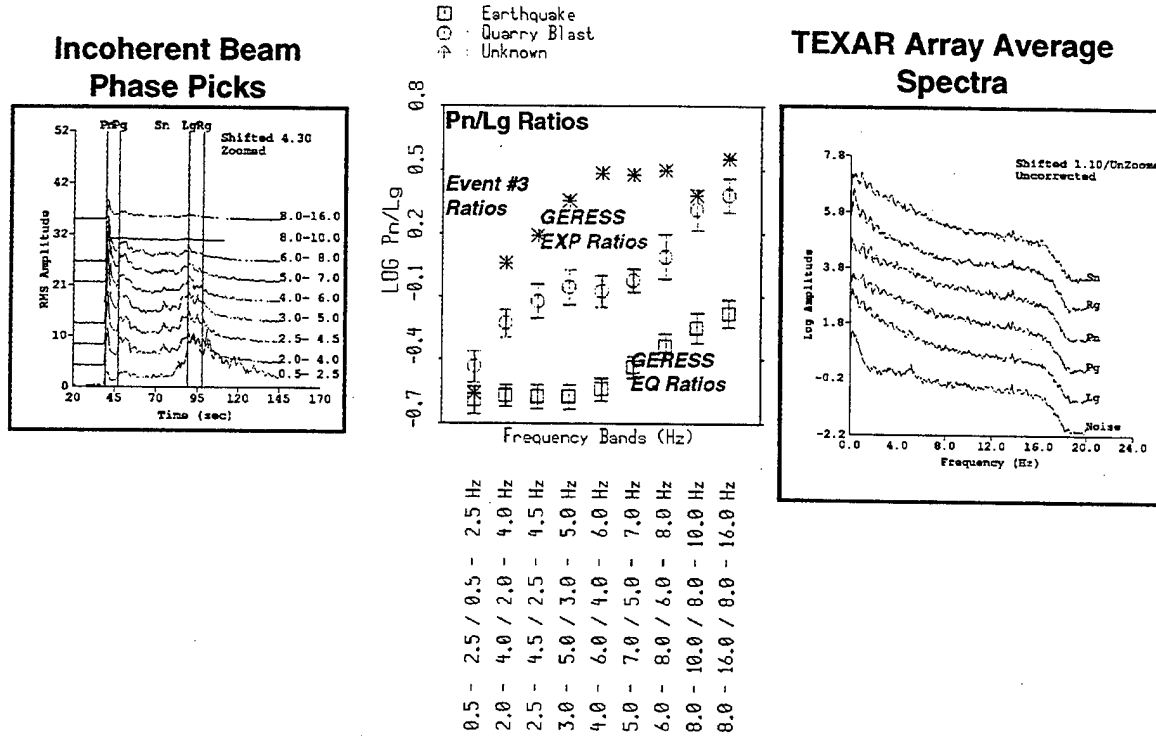 Incoherent Beam
Phase Picks
52
42
32
21
10
0
RMS Amplitude
Pn Pg Sn Lg Rg
Shifted 4.30
Zoomed
8.0-16.0
8.0-10.0
6.0- 8.0
5.0- 7.0
4.0- 6.0
3.0- 5.0
2.5- 4.5
2.0- 4.0
0.5- 2.5
20 45 70 95 120 145 170
Time (sec)
Earthquake
: Quarry Blast
: Unknown
Pn/Lg Ratios
Event #3
Ratios
GERESS
EXP Ratios
GERESS
EQ Ratios
LOG Pn/Lg
0.8
0.5
0.2
-0.1
-0.4
-0.7
Frequency Bands (Hz)
0.5 - 2.5 / 0.5 - 2.5 Hz
2.0 - 4.0 / 2.0 - 4.0 Hz
2.5 - 4.5 / 2.5 - 4.5 Hz
3.0 - 5.0 / 3.0 - 5.0 Hz
4.0 - 6.0 / 4.0 - 6.0 Hz
5.0 - 7.0 / 5.0 - 7.0 Hz
6.0 - 8.0 / 6.0 - 8.0 Hz
8.0 - 10.0 / 8.0 - 10.0 Hz
8.0 - 16.0 / 8.0 - 16.0 Hz
TEXAR Array Average
Spectra
7.8
5.8
3.8
1.8
-0.2
-2.2
Log Amplitude
Shifted 1.10/UnZoomed
Uncorrected
Sn
Rg
Pn
Pg
Lg
Noise
0.0 4.0 8.0 12.0 16.0 20.0 24.0
Frequency (Hz)